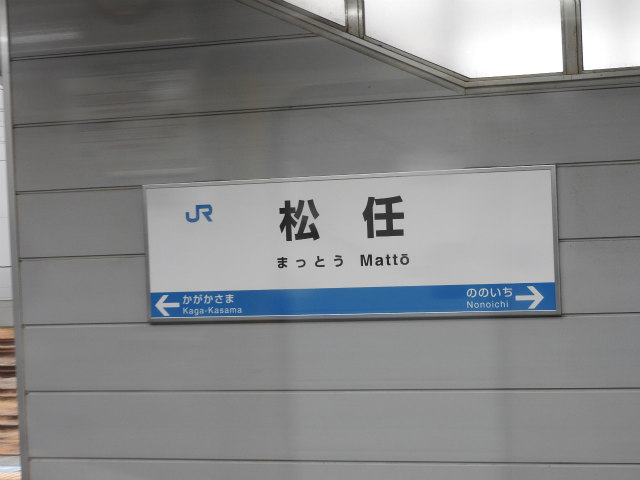 JR
松任
まっとう Mattō
かがかさま
Kaga-Kasama
ののいち
Nonoichi